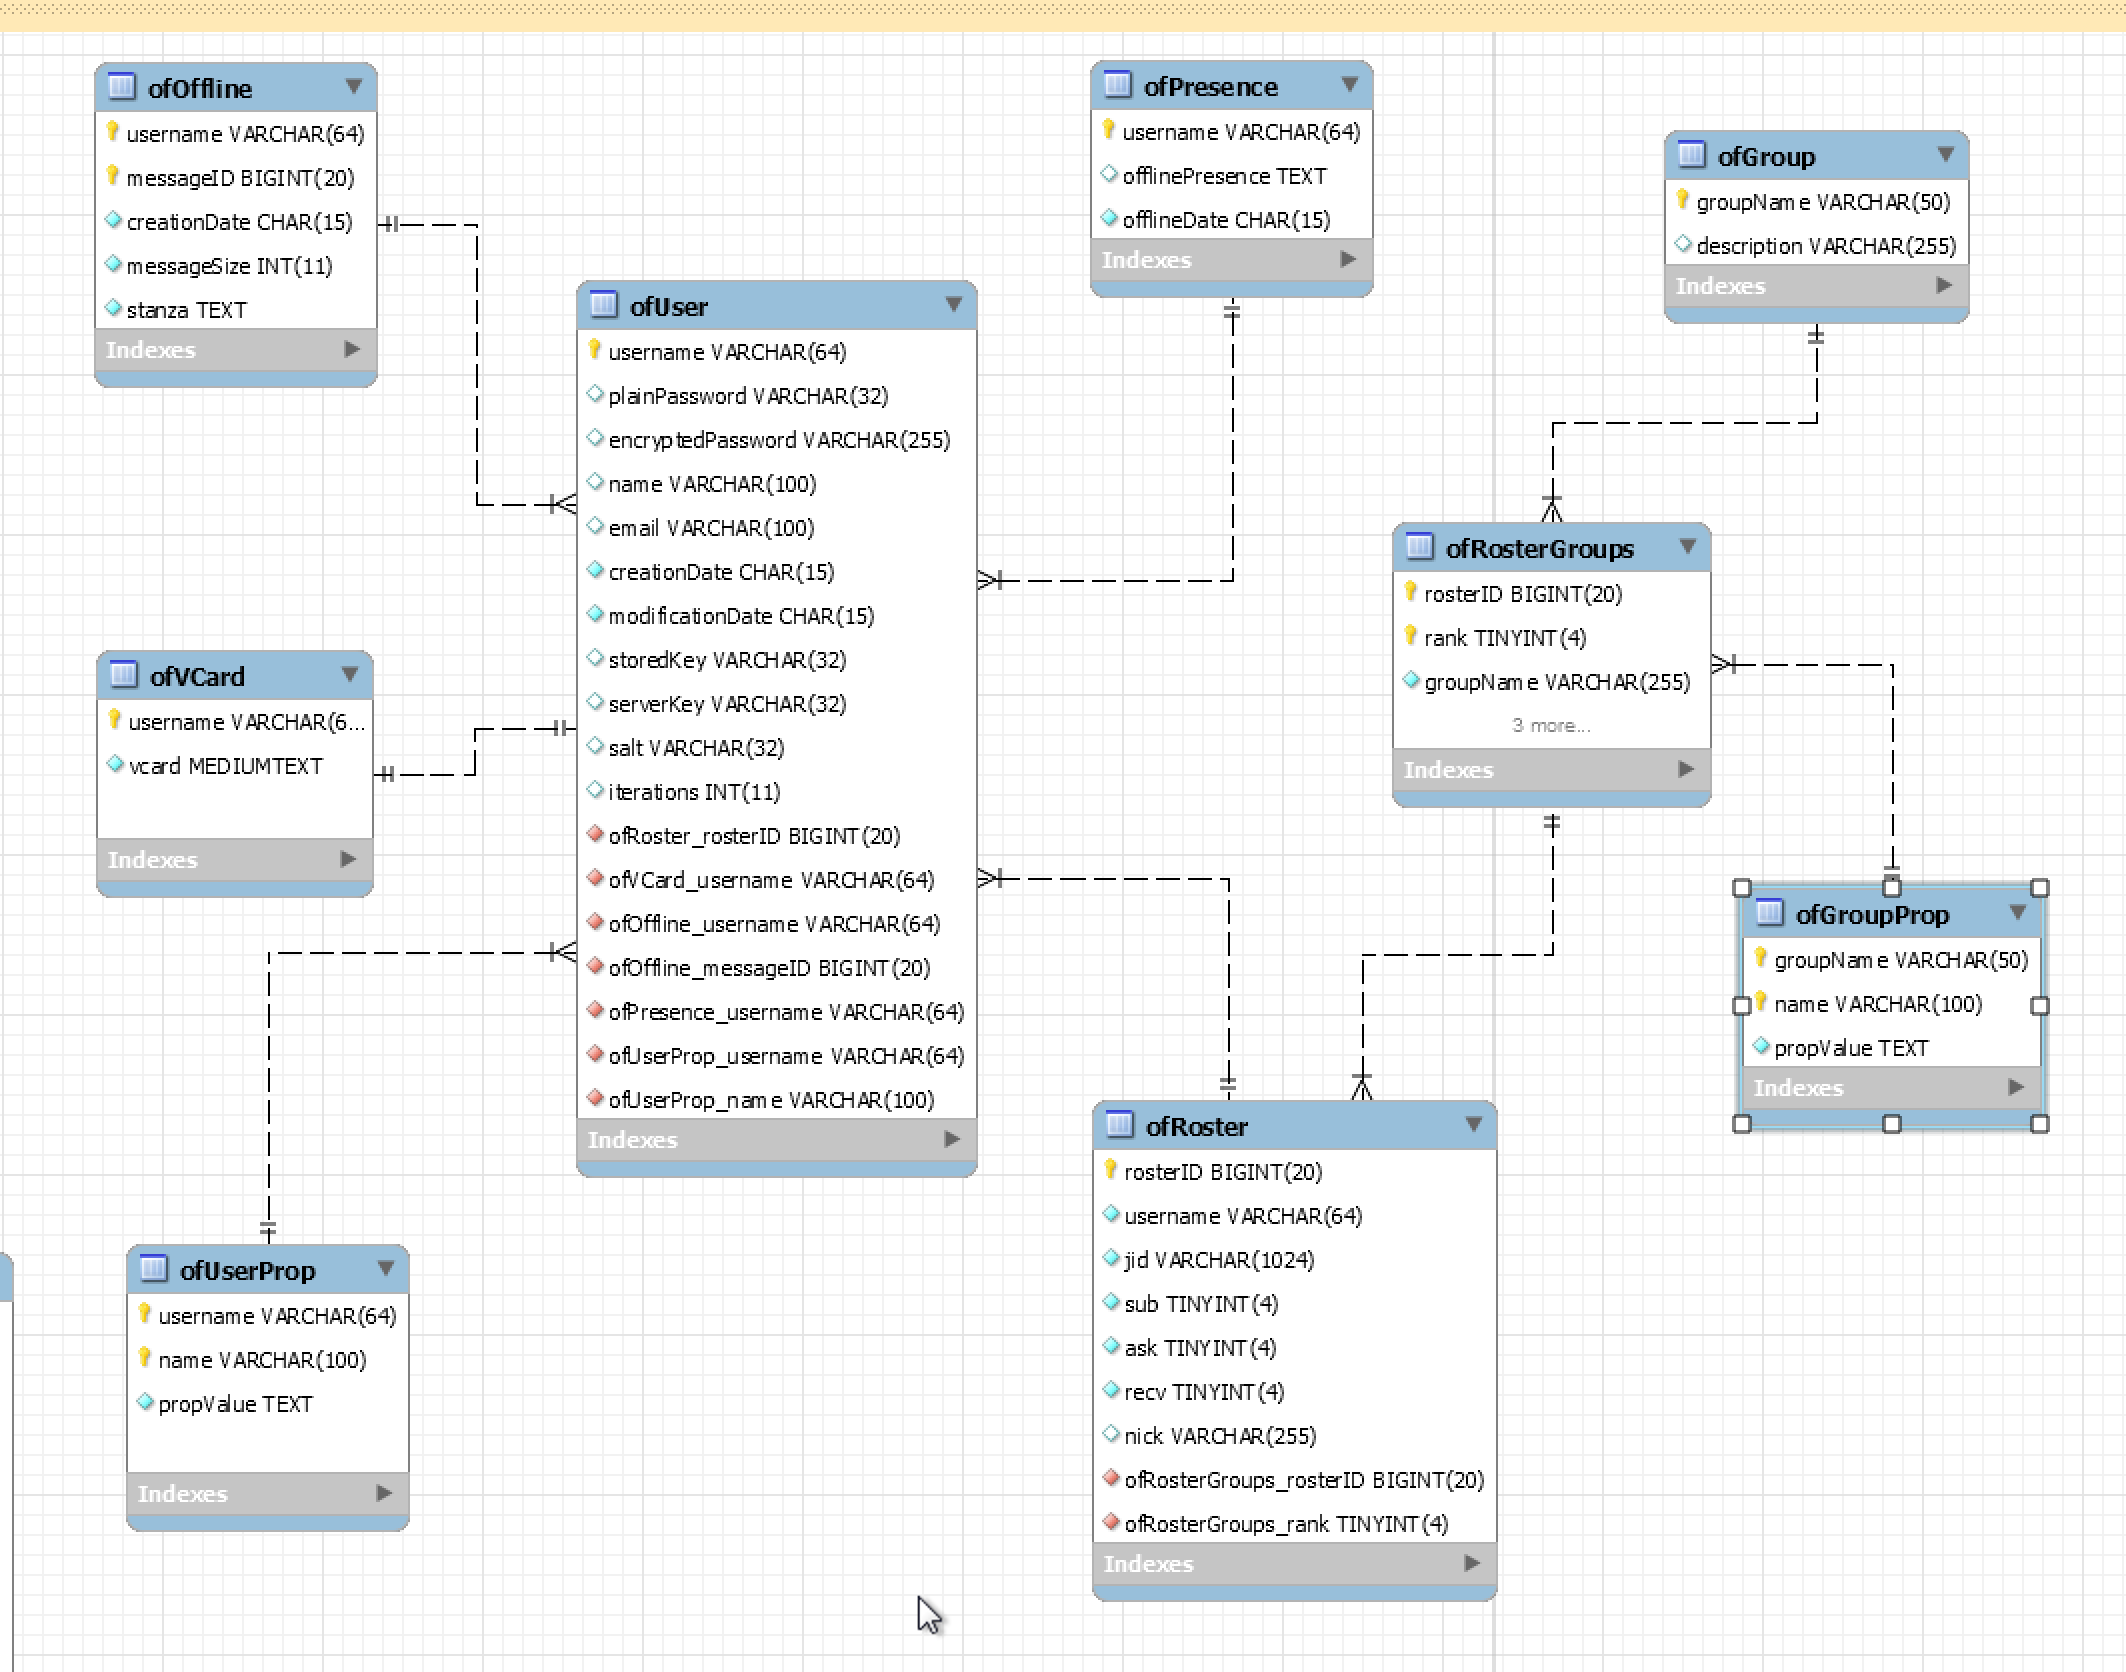 ofOffline
username VARCHAR(64)
messageID BIGINT(20)
creationDate CHAR(15)
messageSize INT(11)
stanza TEXT
Indexes
ofVCard
username VARCHAR(6...
vcard MEDIUMTEXT
Indexes
ofUserProp
username VARCHAR(64)
name VARCHAR(100)
propValue TEXT
Indexes
ofUser
username VARCHAR(64)
plainPassword VARCHAR(32)
encryptedPassword VARCHAR(255)
name VARCHAR(100)
email VARCHAR(100)
creationDate CHAR(15)
modificationDate CHAR(15)
storedKey VARCHAR(32)
serverKey VARCHAR(32)
salt VARCHAR(32)
iterations INT(11)
ofRoster_rosterID BIGINT(20)
ofVCard_username VARCHAR(64)
ofOffline_username VARCHAR(64)
ofOffline_messageID BIGINT(20)
ofPresence_username VARCHAR(64)
ofUserProp_username VARCHAR(64)
ofUserProp_name VARCHAR(100)
Indexes
ofPresence
username VARCHAR(64)
offlinePresence TEXT
offlineDate CHAR(15)
Indexes
ofGroup
groupName VARCHAR(50)
description VARCHAR(255)
Indexes
ofRosterGroups
rosterID BIGINT(20)
rank TINYINT(4)
groupName VARCHAR(255)
3 more...
Indexes
ofGroupProp
groupName VARCHAR(50)
name VARCHAR(100)
propValue TEXT
Indexes
ofRoster
rosterID BIGINT(20)
username VARCHAR(64)
jid VARCHAR(1024)
sub TINYINT(4)
ask TINYINT(4)
recv TINYINT(4)
nick VARCHAR(255)
ofRosterGroups_rosterID BIGINT(20)
ofRosterGroups_rank TINYINT(4)
Indexes